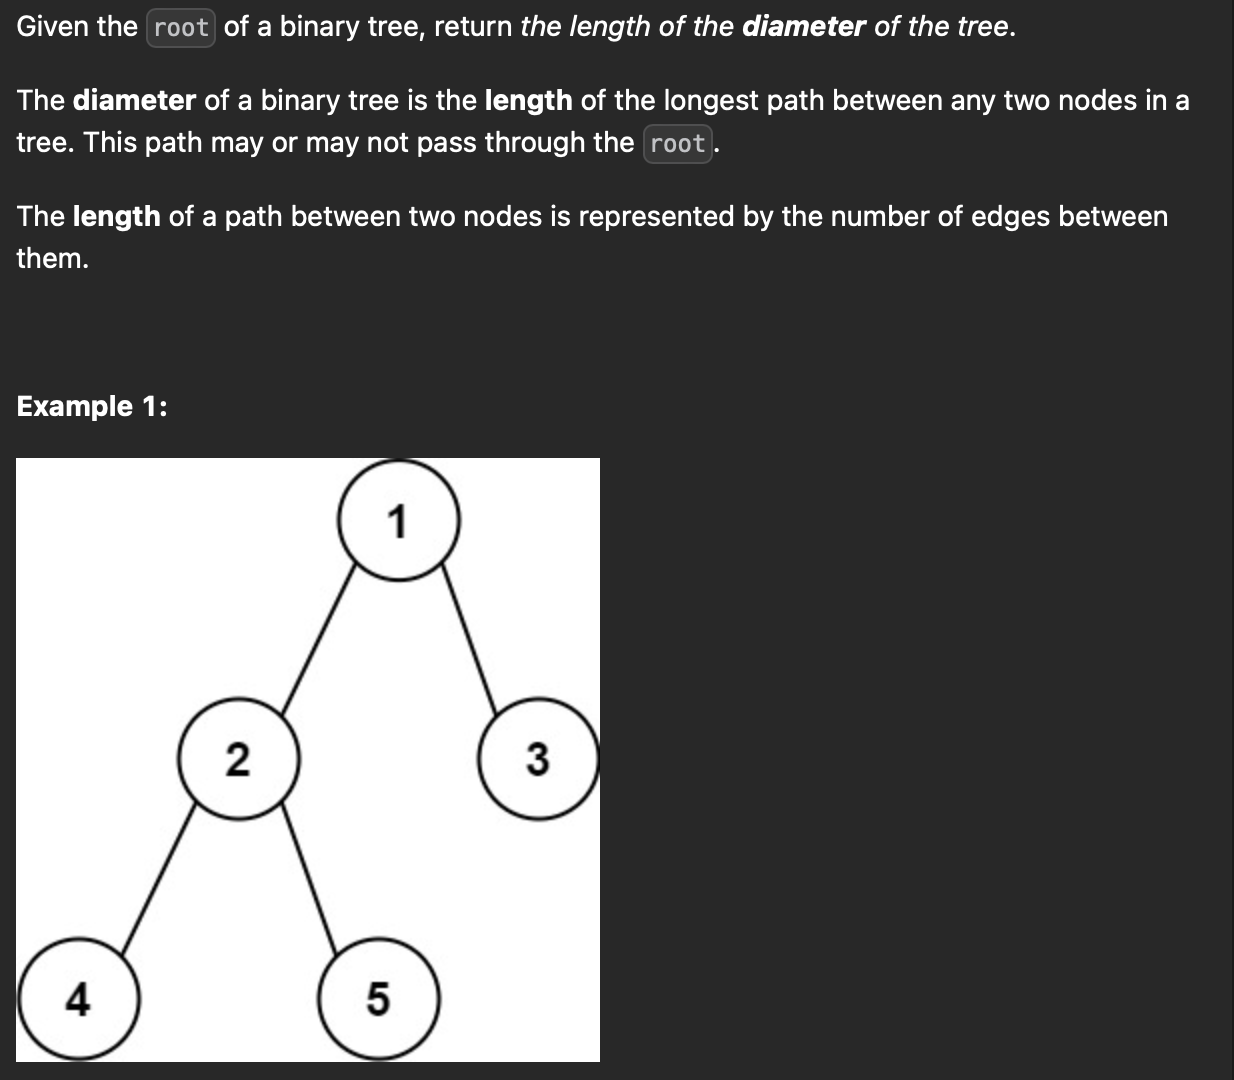 Given the root of a binary tree, return the length of the diameter of the tree.
The diameter of a binary tree is the length of the longest path between any two nodes in a
tree. This path may or may not pass through the root.
The length of a path between two nodes is represented by the number of edges between
them.
Example 1:
1
2 3
4 5